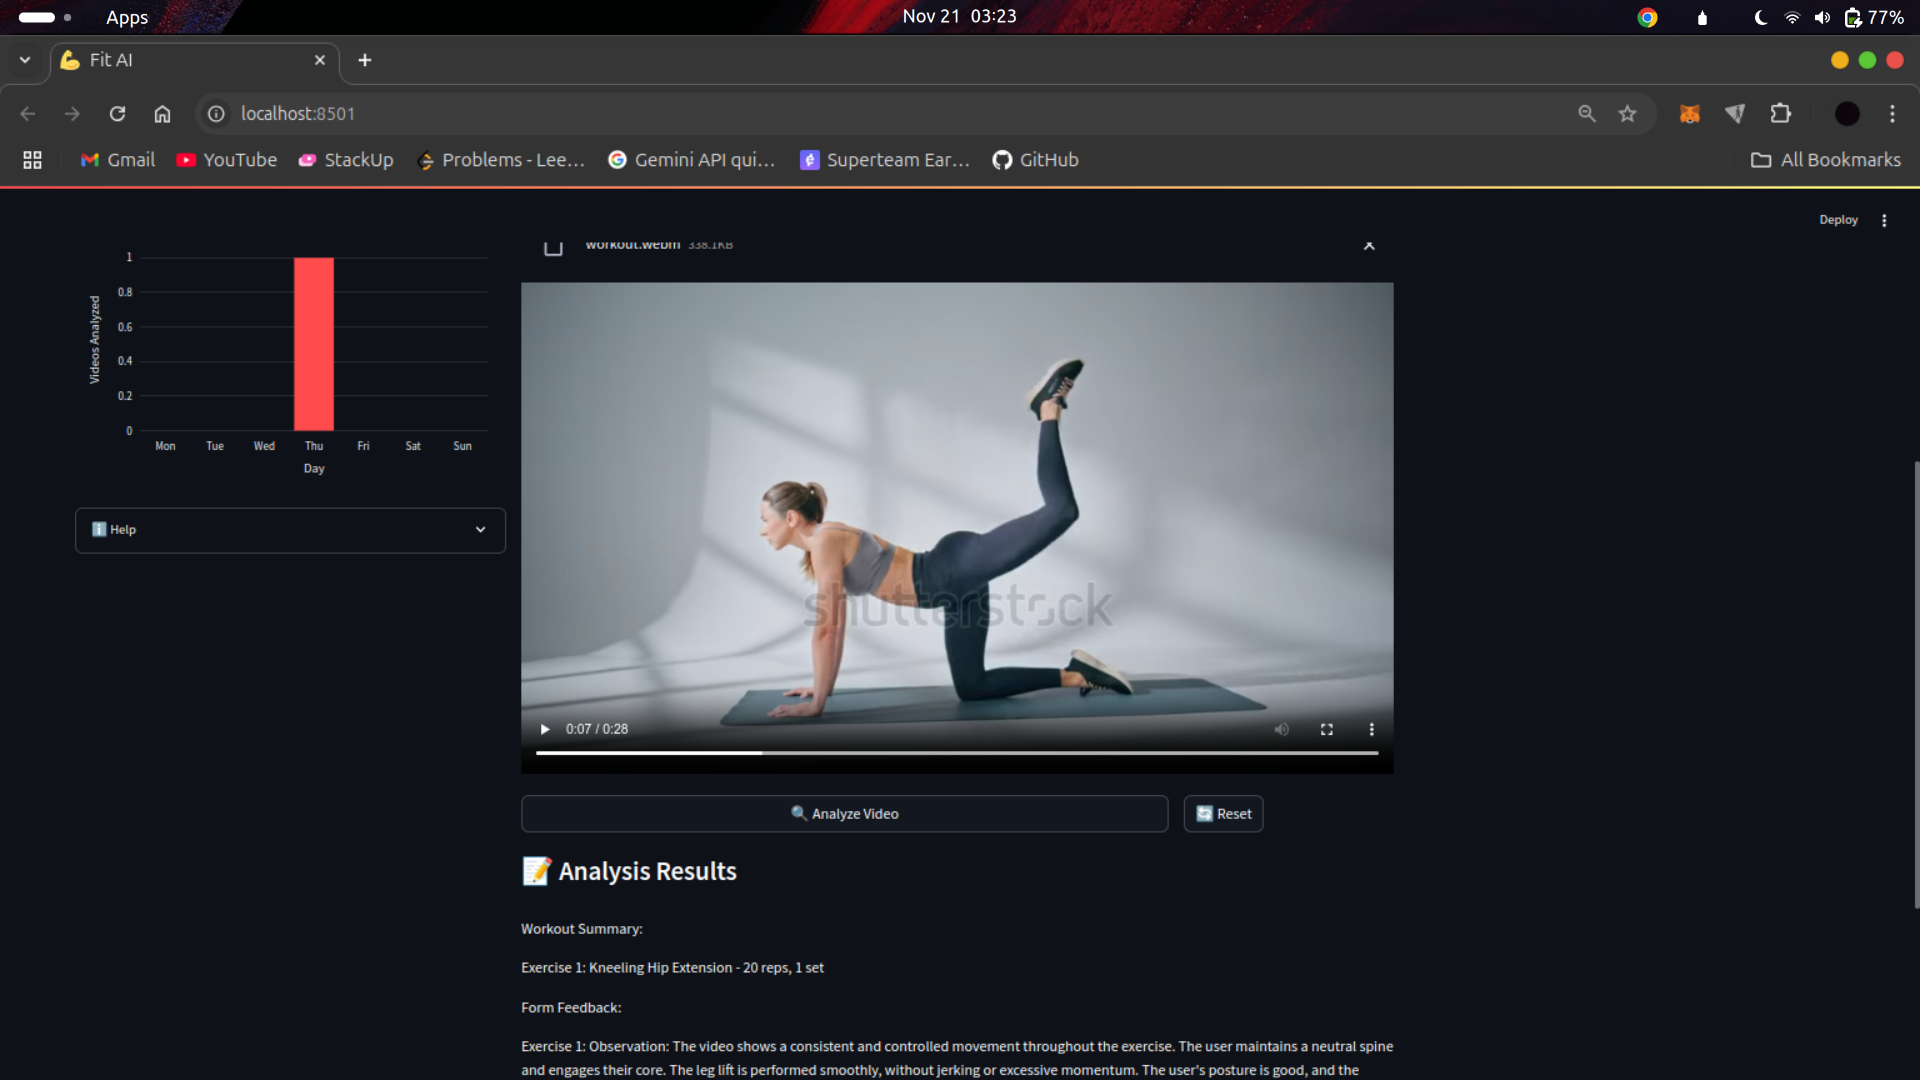 Apps
Nov 21 03:23
77%
Fit AI
localhost:8501
Gmail
YouTube
StackUp
Problems - Lee...
Gemini API qui...
Superteam Ear...
GitHub
All Bookmarks
Deploy
workout.webm 338.1KB
1
0.8
0.6
0.4
0.2
0
Videos Analyzed
Mon Tue Wed Thu Fri Sat Sun
Day
Help
shutterstock
0:07 / 0:28
Analyze Video
Reset
Analysis Results
Workout Summary:
Exercise 1: Kneeling Hip Extension - 20 reps, 1 set
Form Feedback:
Exercise 1: Observation: The video shows a consistent and controlled movement throughout the exercise. The user maintains a neutral spine
and engages their core. The leg lift is performed smoothly, without jerking or excessive momentum. The user's posture is good, and the